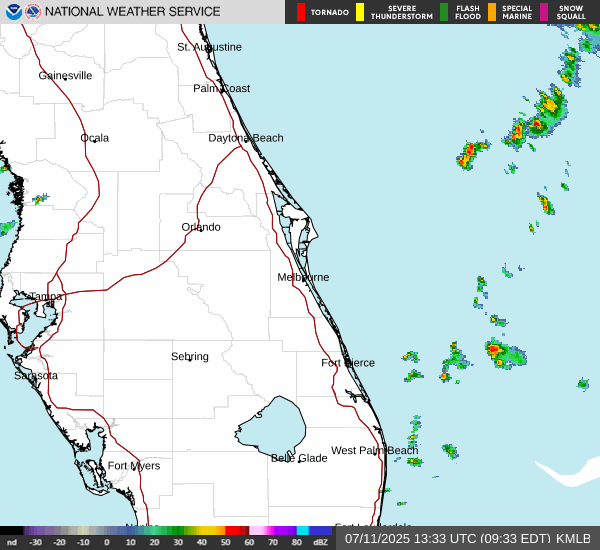 NATIONAL WEATHER SERVICE
TORNADO
SEVERE
THUNDERSTORM
FLASH
FLOOD
SPECIAL
MARINE
SNOW
SQUALL
St. Augustine
Gainesville
Palm Coast
Ocala
Daytona Beach
Orlando
Melbourne
Tampa
Sebring
Fort Pierce
Sarasota
West Palm Beach
Belle Glade
Fort Myers
nd -30 -20 -10 0 10 20 30 40 50 60 70 80 dBZ
07/11/2025 13:33 UTC (09:33 EDT) KMLB